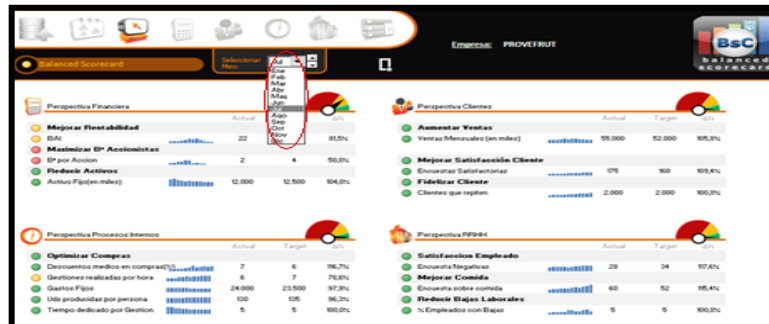 Empresa: PROVEFRUT
BSC
balanced scorecard
Balanced Scorecard
Seleccionar Mes:
Jul
Ene
Feb
Mar
Abr
May
Jun
Jul
Ago
Sep
Oct
Nov
Perspectiva Financiera
Actual
Mejorar Rentabilidad
BAI 22 81,5%
Maximizar Bº Accionistas
Bº por Accion 2 4 50,0%
Reducir Activos
Activo Fijo(en miles) 12.000 12.500 104,0%
Perspectiva Clientes
Actual Target
Aumentar Ventas
Ventas Mensuales (en miles) 55.000 52.000 105,8%
Mejorar Satisfacción Cliente
Encuestas Satisfactorias 175 160 109,4%
Fidelizar Cliente
Clientes que repiten 2.000 2.000 100,0%
Perspectiva Procesos Internos
Actual Target
Optimizar Compras
Descuentos medios en compras(%) 7 6 116,7%
Gestiones realizadas por hora 6 7 78,6%
Gastos Fijos 24.000 23.500 97,9%
Uds producidas por persona 130 135 96,3%
Tiempo dedicado por Gestion 5 5 100,0%
Perspectiva RRHH
Actual Target
Satisfaccion Empleado
Encuesta Negativas 28 34 117,6%
Mejorar Comida
Encuesta sobre comida 60 52 115,4%
Reducir Bajas Laborales
% Empleados con Bajas 5 5 100,0%